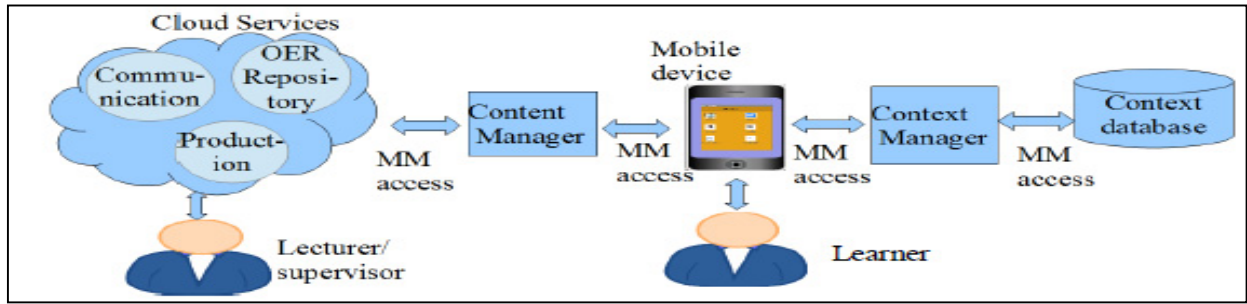 Cloud Services
Commu-
nication
OER
Reposi-
tory
Product-
ion
MM
access
Content
Manager
MM
access
Mobile
device
MM
access
Context
Manager
MM
access
Context
database
Lecturer/
supervisor
Learner